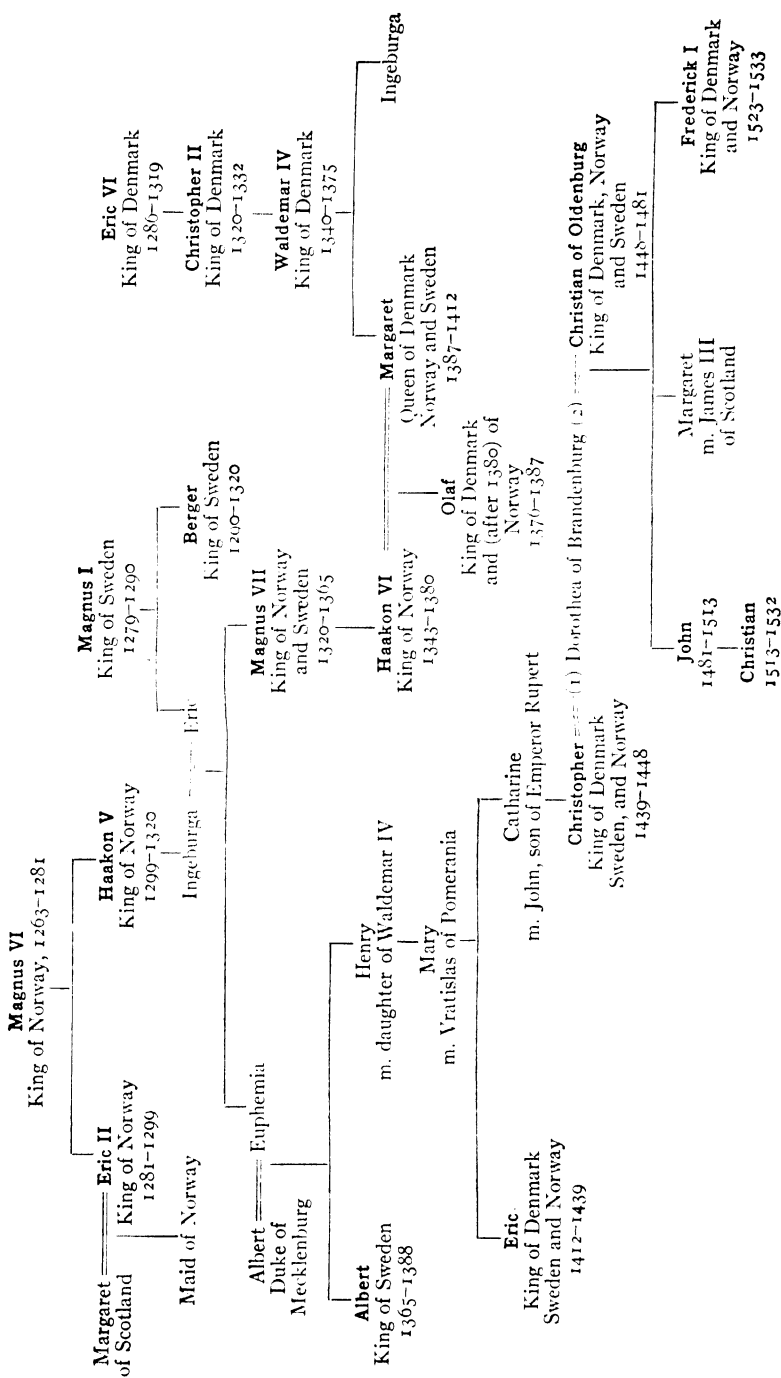 Magnus VI
King of Norway, 1263–1281
Margaret
of Scotland
Eric II
King of Norway
1281–1299
Maid of Norway
Haakon V
King of Norway
1299–1320
Ingeburga
Magnus I
King of Sweden
1279–1290
Eric
Berger
King of Sweden
1290–1320
Eric VI
King of Denmark
1286–1319
Christopher II
King of Denmark
1320–1332
Waldemar IV
King of Denmark
1340–1375
Albert
Duke of
Mecklenburg
Euphemia
Magnus VII
King of Norway
and Sweden
1320–1365
Albert
King of Sweden
1365–1388
Henry
m. daughter of Waldemar IV
Mary
m. Vratislas of Pomerania
Haakon VI
King of Norway
1343–1380
Margaret
Queen of Denmark
Norway and Sweden
1387–1412
Ingeburga
Olaf
King of Denmark
and (after 1380) of
Norway
1376–1387
Eric
King of Denmark
Sweden and Norway
1412–1439
Catharine
m. John, son of Emperor Rupert
Christopher (1) Dorothea of Brandenburg (2) Christian of Oldenburg
King of Denmark
Sweden, and Norway
1439–1448
King of Denmark, Norway
and Sweden
1448–1481
John
1481–1513
Christian
1513–1532
Margaret
m. James III
of Scotland
Frederick I
King of Denmark
and Norway
1523–1533